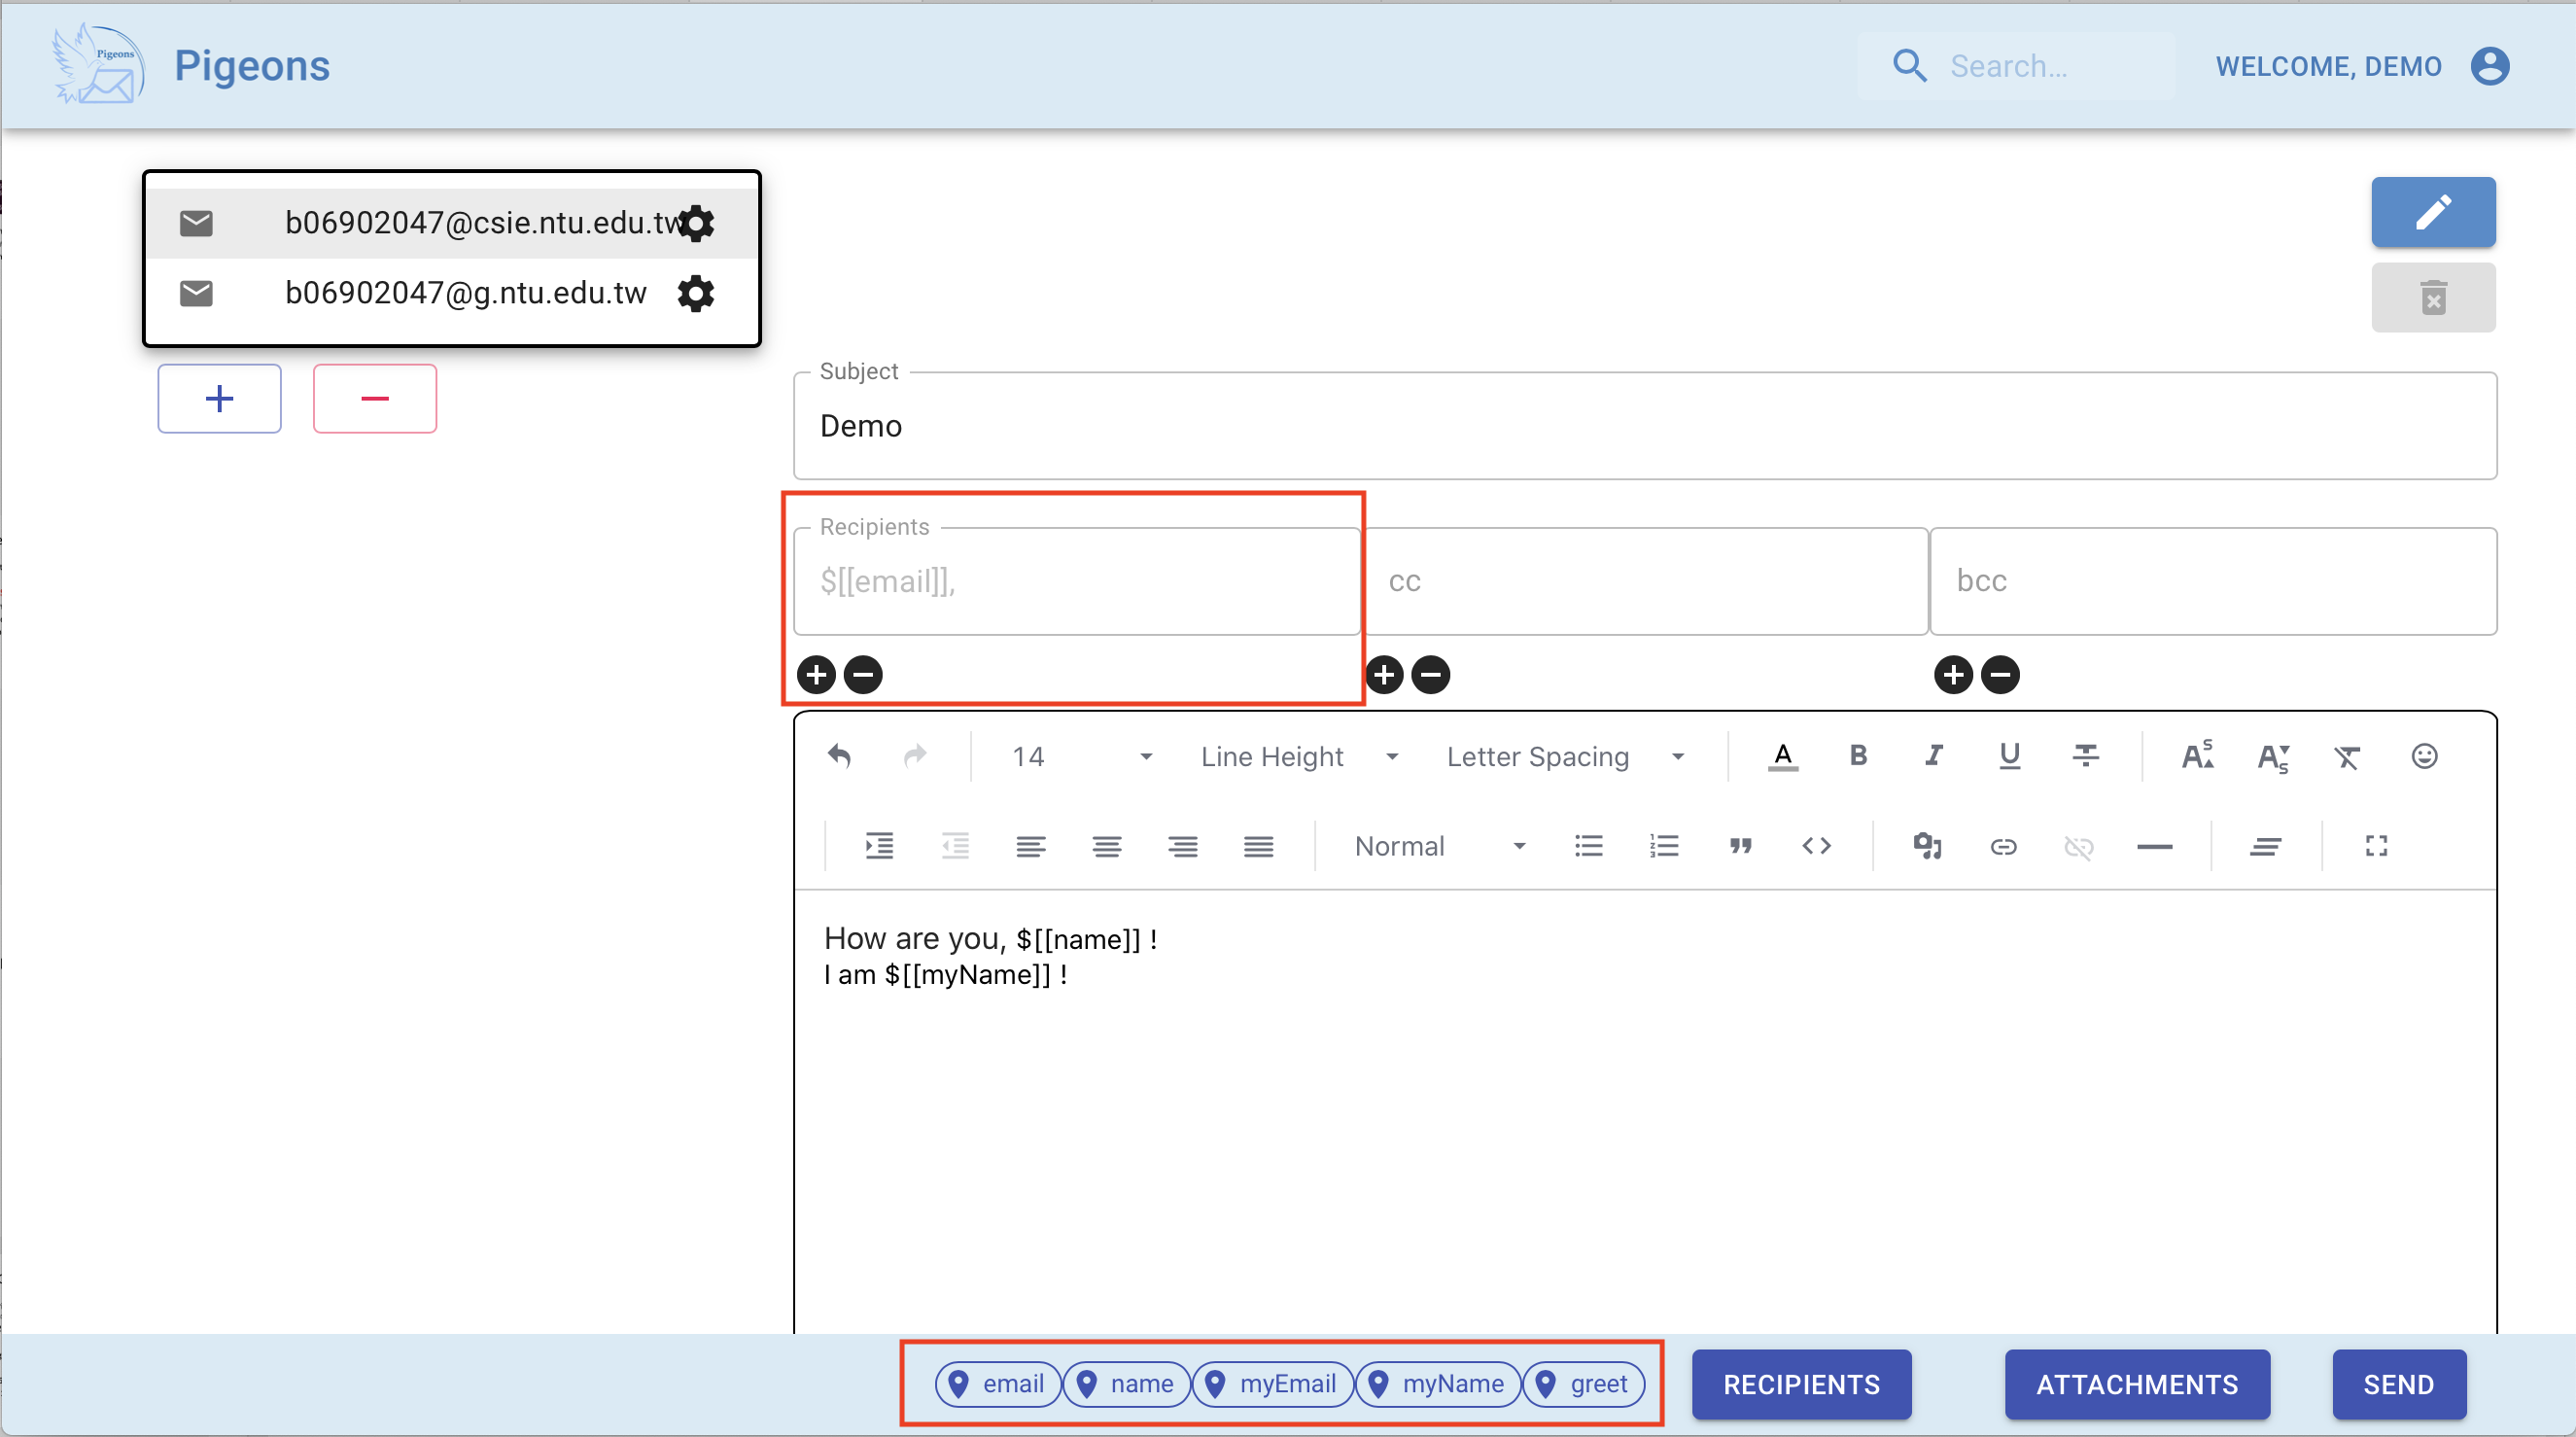 Pigeons
Pigeons
Search...
WELCOME, DEMO
b06902047@csie.ntu.edu.tw
b06902047@g.ntu.edu.tw
Subject
Demo
Recipients
$[[email]],
cc
bcc
14
Line Height
Letter Spacing
Normal
How are you, $[[name]] !
I am $[[myName]] !
email
name
myEmail
myName
greet
RECIPIENTS
ATTACHMENTS
SEND